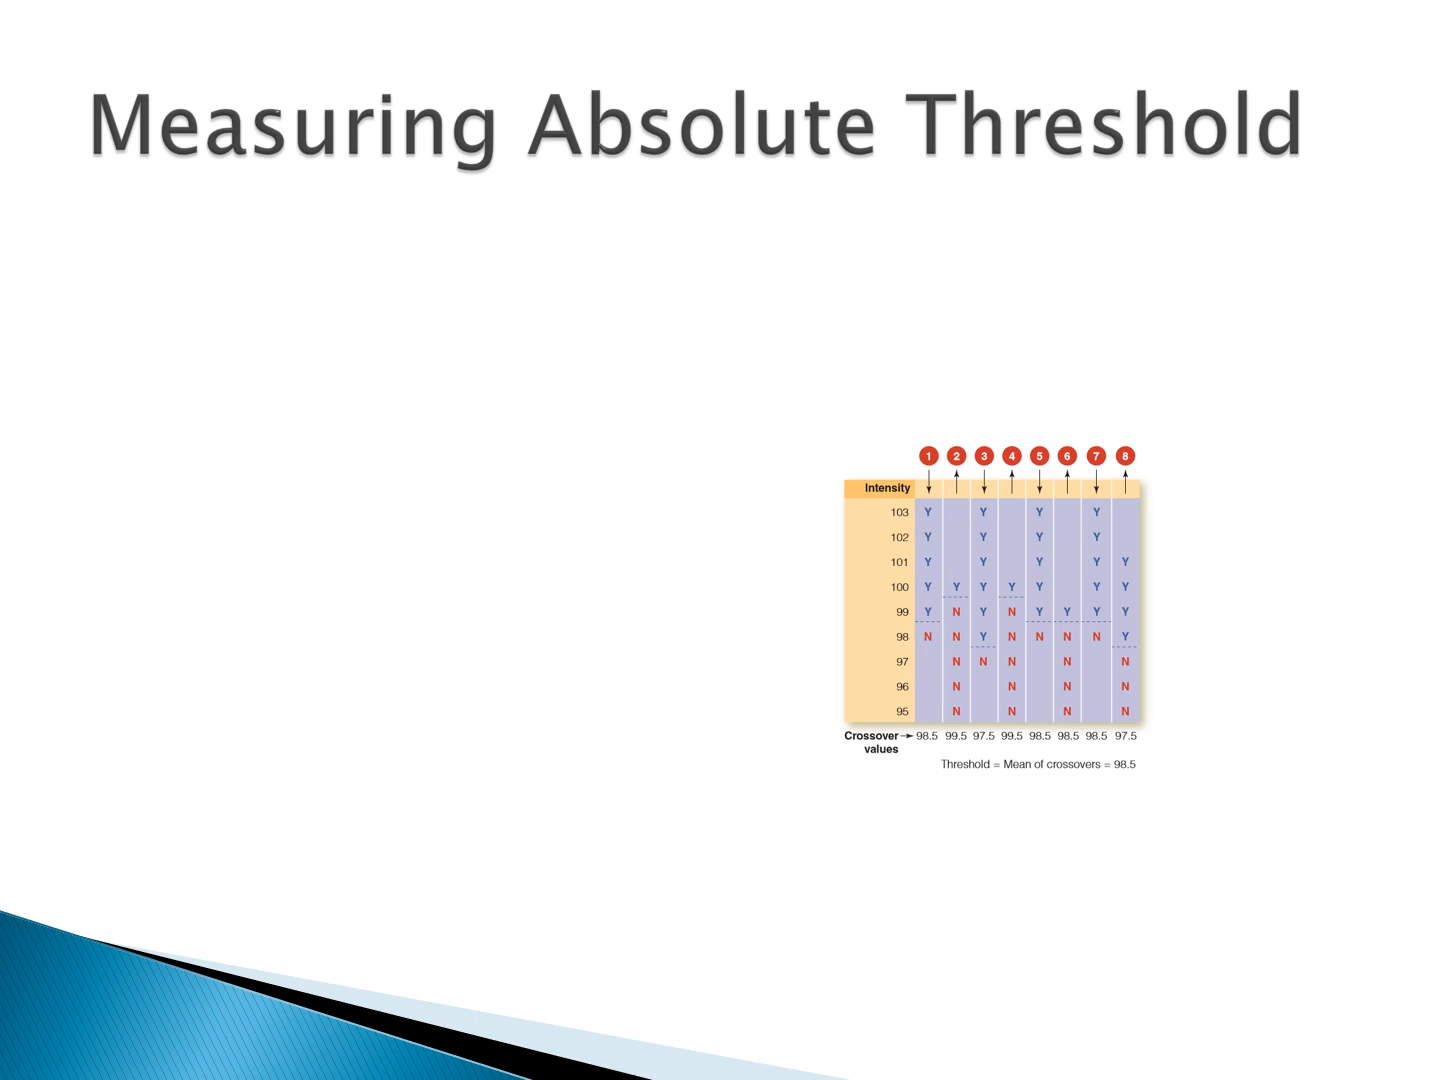 Measuring Absolute Threshold
1 2 3 4 5 6 7 8
Intensity
103 Y Y Y Y
102 Y Y Y Y
101 Y Y Y Y Y
100 Y Y Y Y Y Y Y
99 Y N Y N Y Y Y Y
98 N N Y N N N N Y
97 N N N N N
96 N N N N
95 N N N N
Crossover 98.5 99.5 97.5 99.5 98.5 98.5 98.5 97.5
values
Threshold = Mean of crossovers = 98.5